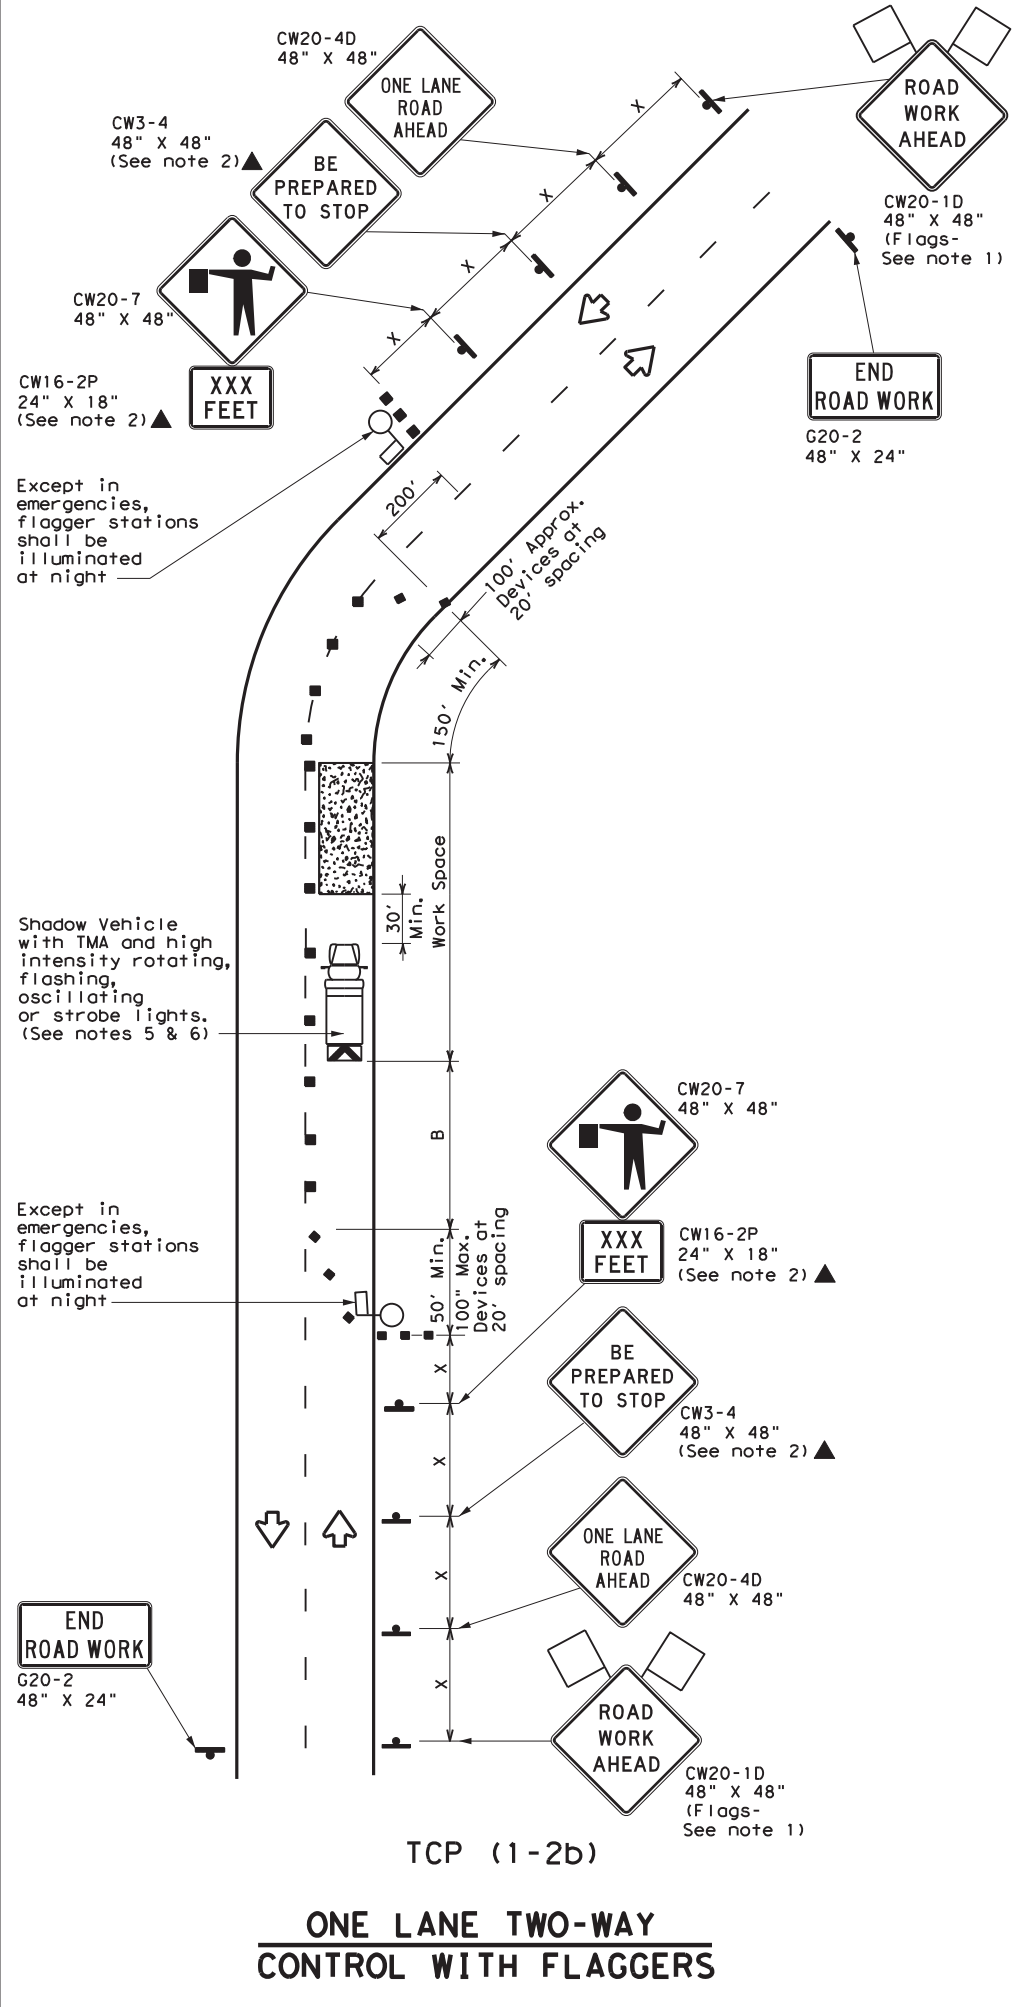 CW20-4D
48" X 48"
ONE LANE
ROAD
AHEAD
X
ROAD
WORK
AHEAD
CW20-1D
48" X 48"
(Flags-
See note 1)
CW3-4
48" X 48"
(See note 2)
BE
PREPARED
TO STOP
X
CW20-7
48" X 48"
X
X
CW16-2P
24" X 18"
(See note 2)
XXX
FEET
END
ROAD WORK
G20-2
48" X 24"
Except in
emergencies,
flagger stations
shall be
illuminated
at night
200'
100' Approx.
Devices at
20' spacing
150' Min.
Work Space
30'
Min.
Shadow Vehicle
with TMA and high
intensity rotating,
flashing,
oscillating
or strobe lights.
(See notes 5 & 6)
B
CW20-7
48" X 48"
Except in
emergencies,
flagger stations
shall be
illuminated
at night
50' Min.
100" Max.
Devices at
20' spacing
XXX
FEET
CW16-2P
24" X 18"
(See note 2)
X
BE
PREPARED
TO STOP
CW3-4
48" X 48"
(See note 2)
X
ONE LANE
ROAD
AHEAD
CW20-4D
48" X 48"
X
END
ROAD WORK
G20-2
48" X 24"
X
ROAD
WORK
AHEAD
CW20-1D
48" X 48"
(Flags-
See note 1)
TCP (1-2b)
ONE LANE TWO-WAY
CONTROL WITH FLAGGERS